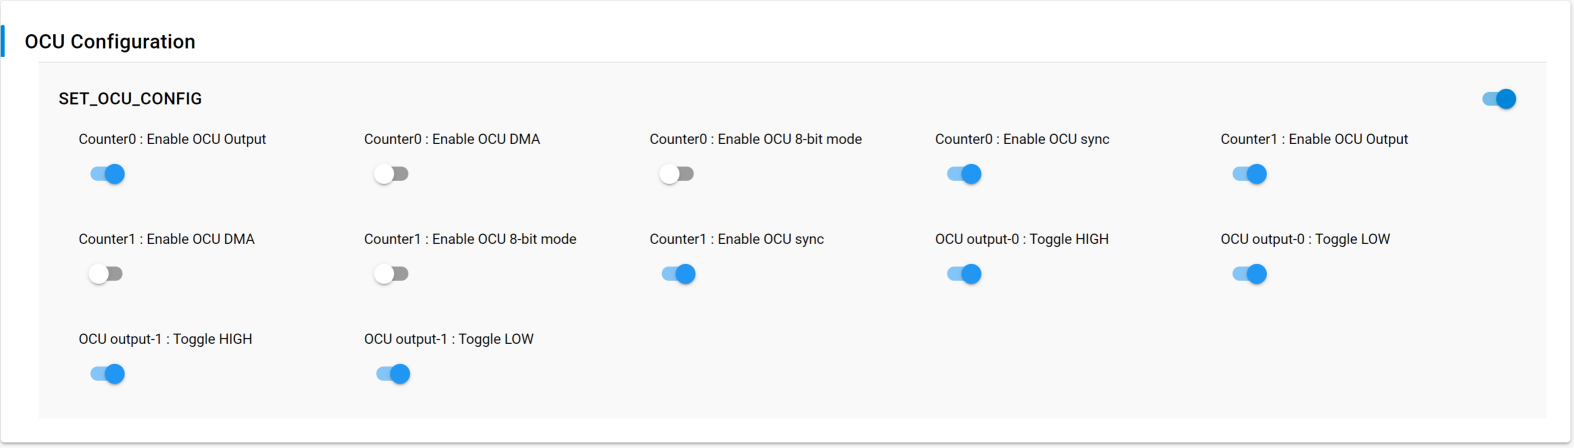 OCU Configuration
SET_OCU_CONFIG
Counter0 : Enable OCU Output
Counter0 : Enable OCU DMA
Counter0 : Enable OCU 8-bit mode
Counter0 : Enable OCU sync
Counter1 : Enable OCU Output
Counter1 : Enable OCU DMA
Counter1 : Enable OCU 8-bit mode
Counter1 : Enable OCU sync
OCU output-0 : Toggle HIGH
OCU output-0 : Toggle LOW
OCU output-1 : Toggle HIGH
OCU output-1 : Toggle LOW